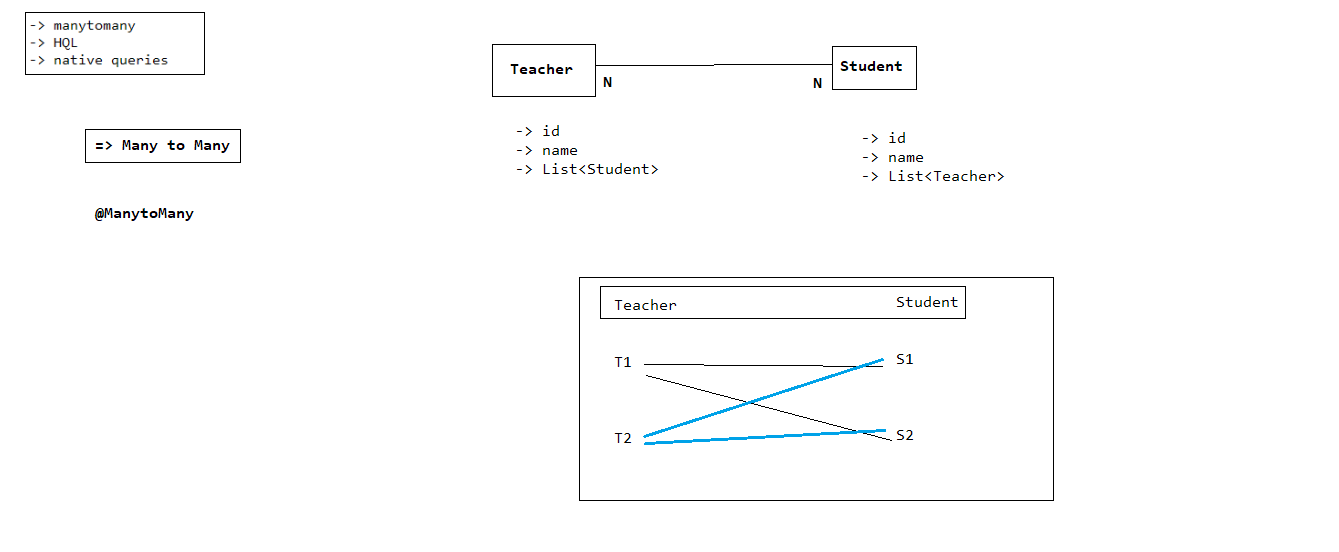 -> manytomany
-> HQL
-> native queries
Teacher
Student
N
N
=> Many to Many
-> id
-> name
-> List<Student>
-> id
-> name
-> List<Teacher>
@ManytoMany
Teacher
Student
T1
S1
T2
S2